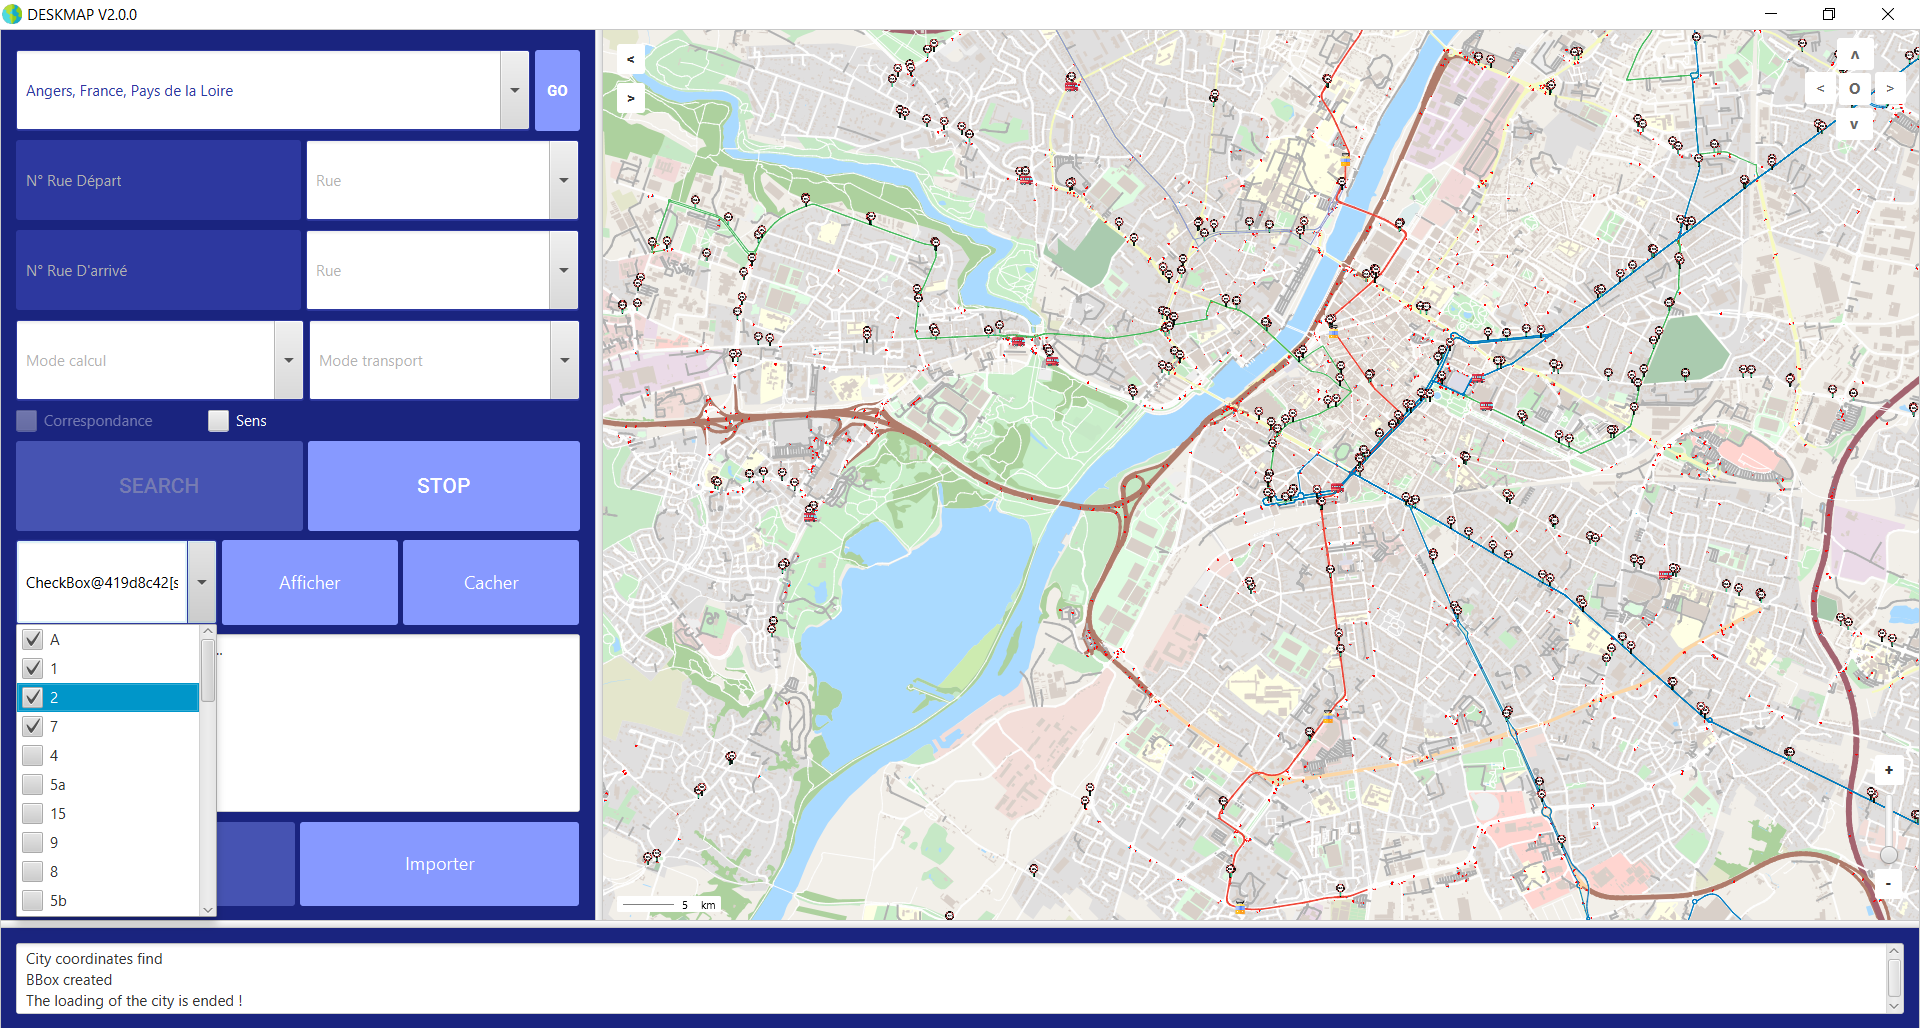 DESKMAP V2.0.0
Angers, France, Pays de la Loire
GO
N° Rue Départ
Rue
N° Rue D'arrivé
Rue
Mode calcul
Mode transport
Correspondance
Sens
SEARCH
STOP
CheckBox@419d8c42[s
Afficher
Cacher
A
1
2
7
4
5a
15
9
8
5b
..
Importer
<
>
ʌ
<
O
>
v
+
-
5 km
City coordinates find
BBox created
The loading of the city is ended !